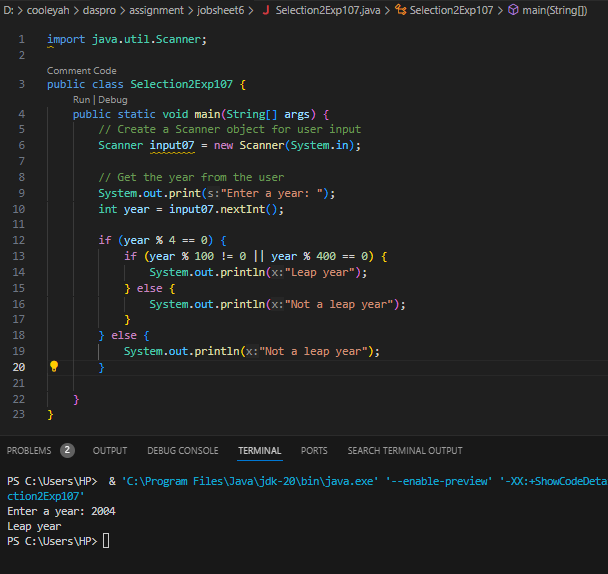 D: > cooleyah > daspro > assignment > jobsheet6 > J Selection2Exp107.java > Selection2Exp107 > main(String[])
1 import java.util.Scanner;
2
Comment Code
3 public class Selection2Exp107 {
Run | Debug
4 public static void main(String[] args) {
5 // Create a Scanner object for user input
6 Scanner input07 = new Scanner(System.in);
7
8 // Get the year from the user
9 System.out.print(s:"Enter a year: ");
10 int year = input07.nextInt();
11
12 if (year % 4 == 0) {
13 if (year % 100 != 0 || year % 400 == 0) {
14 System.out.println(x:"Leap year");
15 } else {
16 System.out.println(x:"Not a leap year");
17 }
18 } else {
19 System.out.println(x:"Not a leap year");
20 }
21
22 }
23 }
PROBLEMS 2 OUTPUT DEBUG CONSOLE TERMINAL PORTS SEARCH TERMINAL OUTPUT
PS C:\Users\HP> & 'C:\Program Files\Java\jdk-20\bin\java.exe' '--enable-preview' '-XX:+ShowCodeDeta
ction2Exp107'
Enter a year: 2004
Leap year
PS C:\Users\HP>